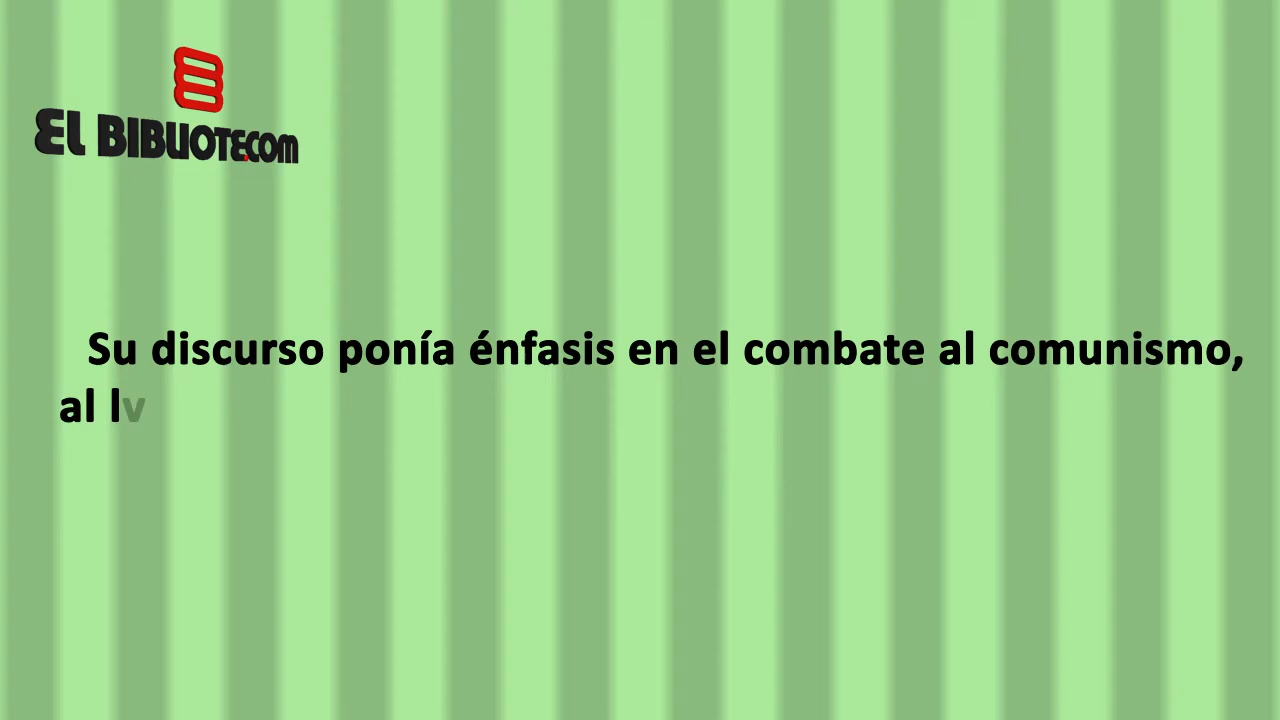 EL BIBLIOTE.COM
Su discurso ponía énfasis en el combate al comunismo,
al l